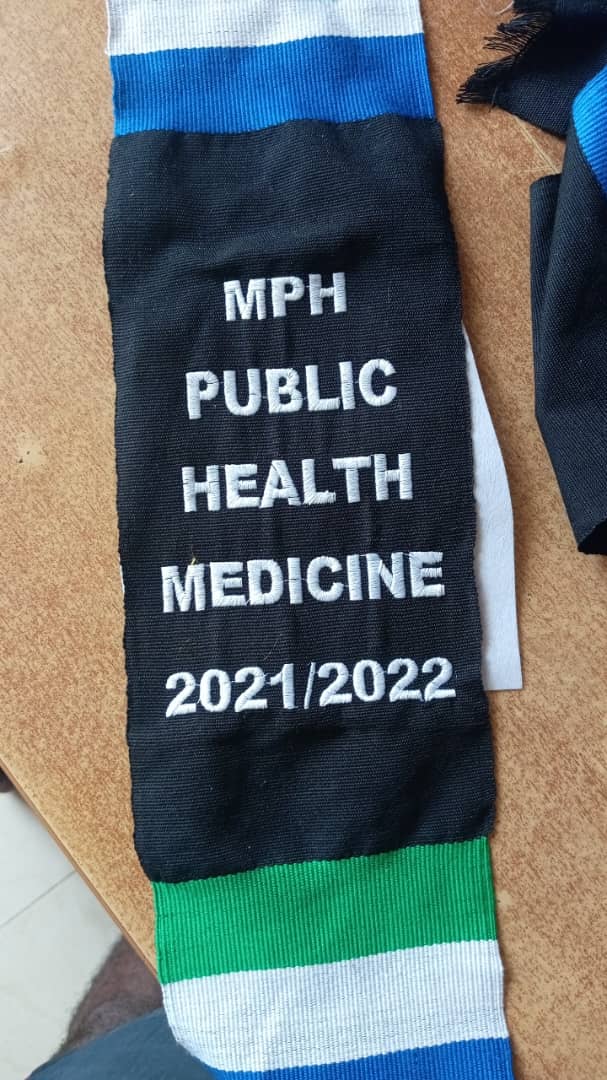 MPH
PUBLIC
HEALTH
MEDICINE
2021/2022